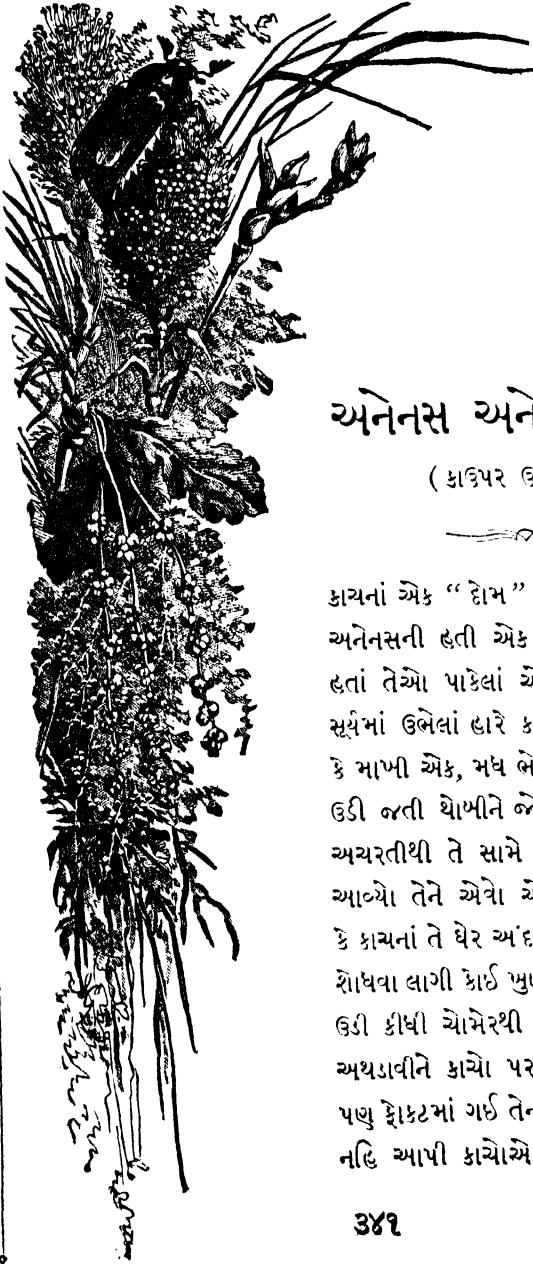 અનેનસ અને
(કાઉપર ઉ
કાચનાં એક “ દોમ ”
અનેનસની હતી એક
હતાં તેઓ પાકેલાં એ
સૂર્યમાં ઉભેલાં હારે ક
કે માખી એક, મધ ભે
ઉડી જતી થોભીને જો
અચરતીથી તે સામે
આવ્યો તેને એવો એ
કે કાચનાં તે ઘેર અંદ
શોધવા લાગી કોઈ ખુ
ઉડી કીધી ચોમેરથી
અથડાવીને કાચો પર
પણ ફોકટમાં ગઈ તેન
નહિ આપી કાચોએ
૩૪૧